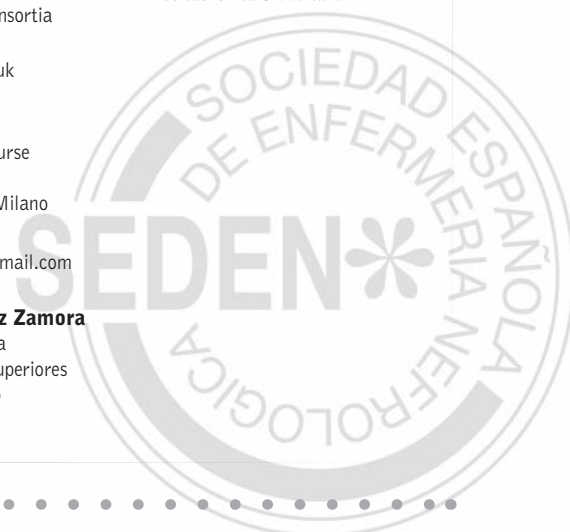 nsortia
uk
urse
Milano
mail.com
z Zamora
a
uperiores
SOCIEDAD ESPAÑOLA
DE ENFERMERIA NEFROLOGICA
SEDEN*